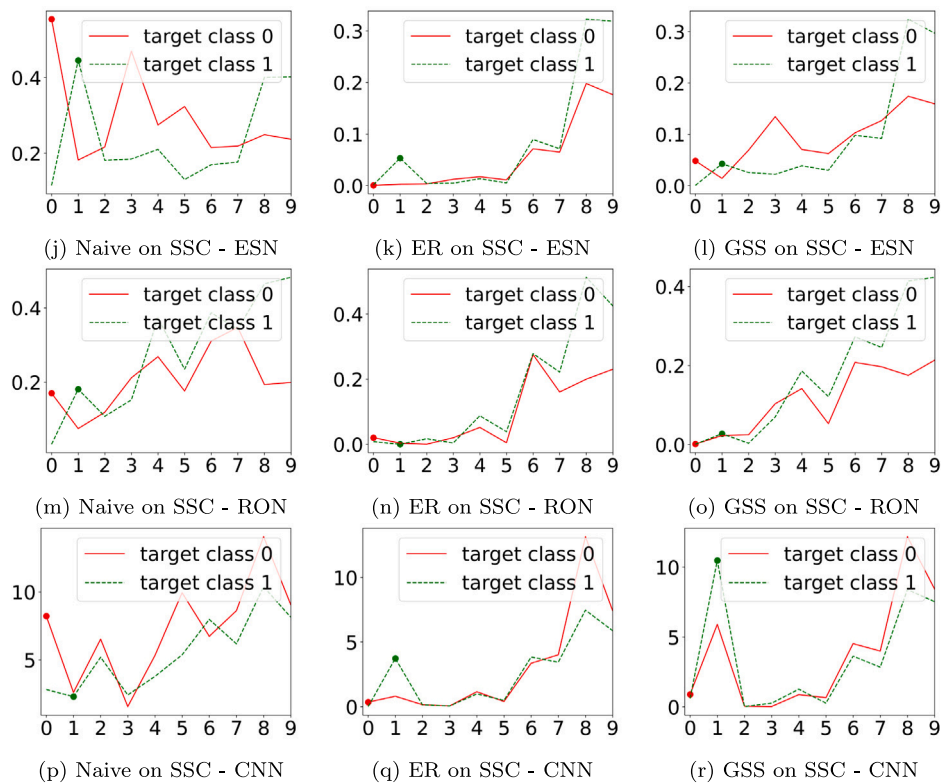 target class 0
target class 1
0.4
0.2
0 1 2 3 4 5 6 7 8 9
(j) Naive on SSC - ESN
target class 0
target class 1
0.3
0.2
0.1
0.0
0 1 2 3 4 5 6 7 8 9
(k) ER on SSC - ESN
target class 0
target class 1
0.3
0.2
0.1
0.0
0 1 2 3 4 5 6 7 8 9
(l) GSS on SSC - ESN
target class 0
target class 1
0.4
0.2
0 1 2 3 4 5 6 7 8 9
(m) Naive on SSC - RON
target class 0
target class 1
0.4
0.2
0.0
0 1 2 3 4 5 6 7 8 9
(n) ER on SSC - RON
target class 0
target class 1
0.4
0.2
0.0
0 1 2 3 4 5 6 7 8 9
(o) GSS on SSC - RON
target class 0
target class 1
10
5
0 1 2 3 4 5 6 7 8 9
(p) Naive on SSC - CNN
target class 0
target class 1
10
5
0
0 1 2 3 4 5 6 7 8 9
(q) ER on SSC - CNN
target class 0
target class 1
10
5
0
0 1 2 3 4 5 6 7 8 9
(r) GSS on SSC - CNN